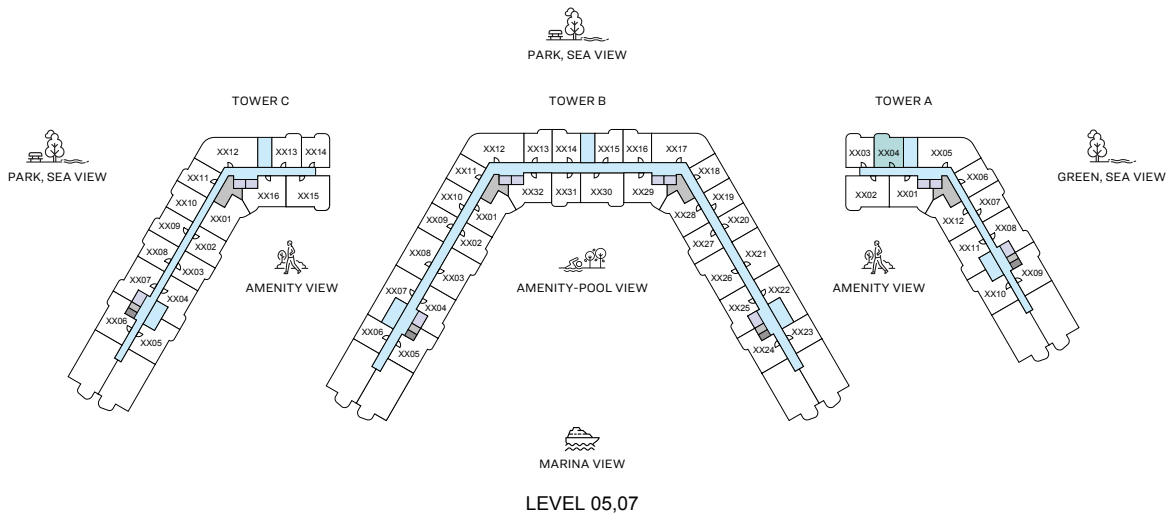 PARK, SEA VIEW
TOWER C
TOWER B
TOWER A
PARK, SEA VIEW
GREEN, SEA VIEW
XX12
XX13
XX14
XX11
XX10
XX09
XX08
XX07
XX06
XX05
XX04
XX03
XX02
XX01
XX16
XX15
XX12
XX13
XX14
XX15
XX16
XX17
XX11
XX10
XX09
XX08
XX07
XX06
XX05
XX04
XX03
XX02
XX01
XX32
XX31
XX30
XX29
XX28
XX27
XX26
XX25
XX24
XX23
XX22
XX21
XX20
XX19
XX18
XX03
XX04
XX05
XX02
XX01
XX06
XX07
XX08
XX09
XX10
XX11
XX12
AMENITY VIEW
AMENITY-POOL VIEW
AMENITY VIEW
MARINA VIEW
LEVEL 05,07